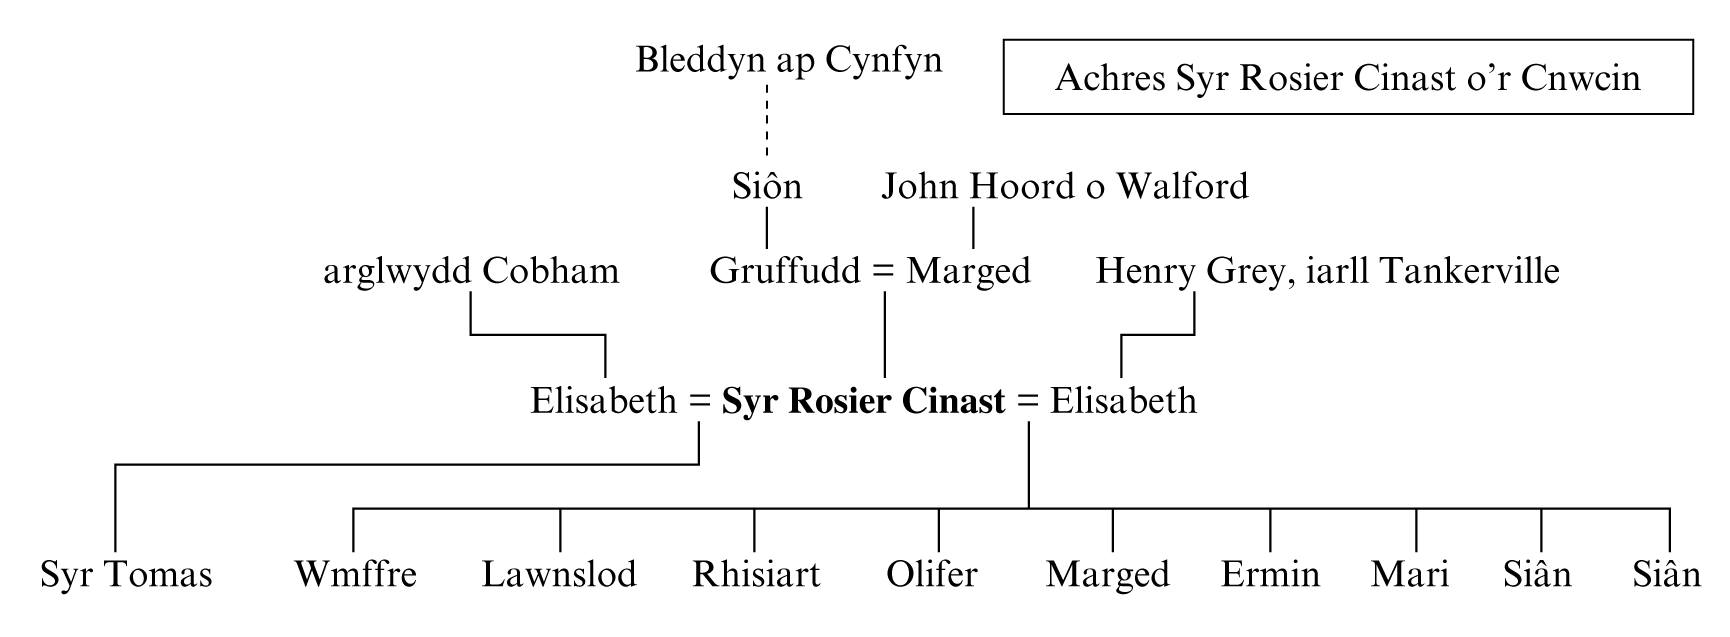 Bleddyn ap Cynfyn
Achres Syr Rosier Cinast o’r Cnwcin
Siôn
John Hoord o Walford
arglwydd Cobham
Gruffudd = Marged
Henry Grey, iarll Tankerville
Elisabeth = Syr Rosier Cinast = Elisabeth
Syr Tomas
Wmffre
Lawnslod
Rhisiart
Olifer
Marged
Ermin
Mari
Siân
Siân